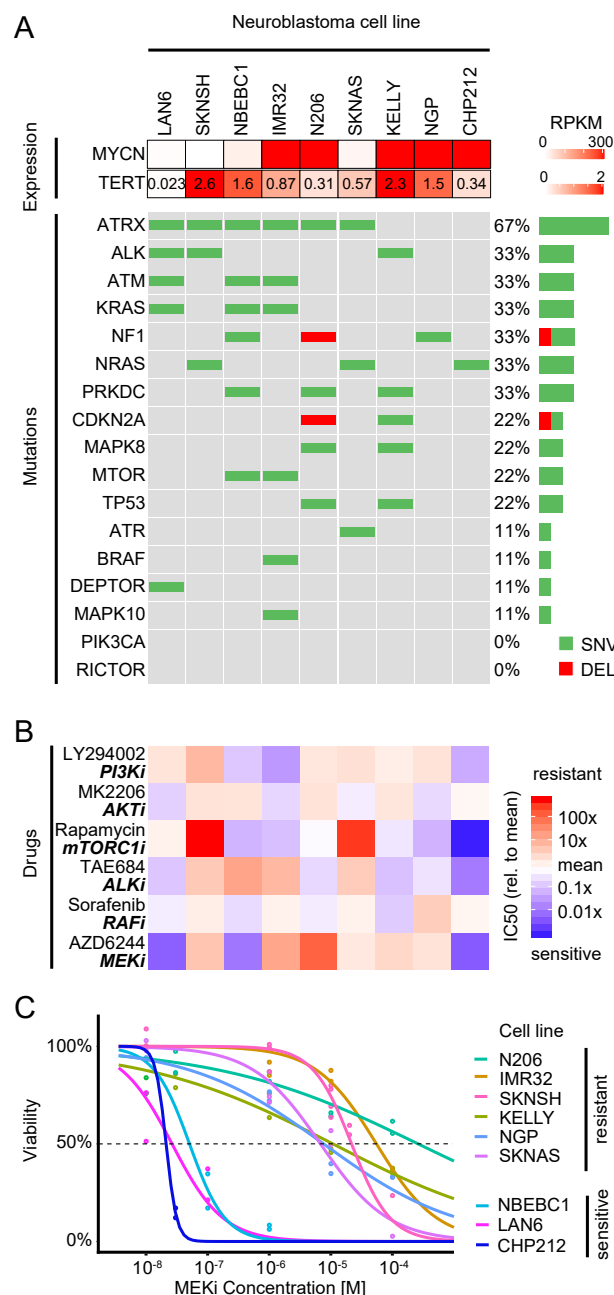 A
Neuroblastoma cell line
LAN6 SKNSH NBEBC1 IMR32 N206 SKNAS KELLY NGP CHP212
Expression
MYCN
TERT 0.023 2.6 1.6 0.87 0.31 0.57 2.3 1.5 0.34
RPKM
0 300
0 2
Mutations
ATRX 67%
ALK 33%
ATM 33%
KRAS 33%
NF1 33%
NRAS 33%
PRKDC 33%
CDKN2A 22%
MAPK8 22%
MTOR 22%
TP53 22%
ATR 11%
BRAF 11%
DEPTOR 11%
MAPK10 11%
PIK3CA 0%
RICTOR 0%
SNV
DEL
B
Drugs
LY294002
PI3Ki
MK2206
AKTi
Rapamycin
mTORC1i
TAE684
ALKi
Sorafenib
RAFi
AZD6244
MEKi
IC50 (rel. to mean)
resistant
100x
10x
mean
0.1x
0.01x
sensitive
C
Viability
100%
50%
0%
10⁻⁸ 10⁻⁷ 10⁻⁶ 10⁻⁵ 10⁻⁴
MEKi Concentration [M]
Cell line
N206
IMR32
SKNSH
KELLY
NGP
SKNAS
resistant
NBEBC1
LAN6
CHP212
sensitive